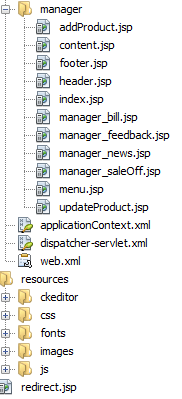 manager
addProduct.jsp
content.jsp
footer.jsp
header.jsp
index.jsp
manager_bill.jsp
manager_feedback.jsp
manager_news.jsp
manager_saleOff.jsp
menu.jsp
updateProduct.jsp
applicationContext.xml
dispatcher-servlet.xml
web.xml
resources
ckeditor
css
fonts
images
js
redirect.jsp